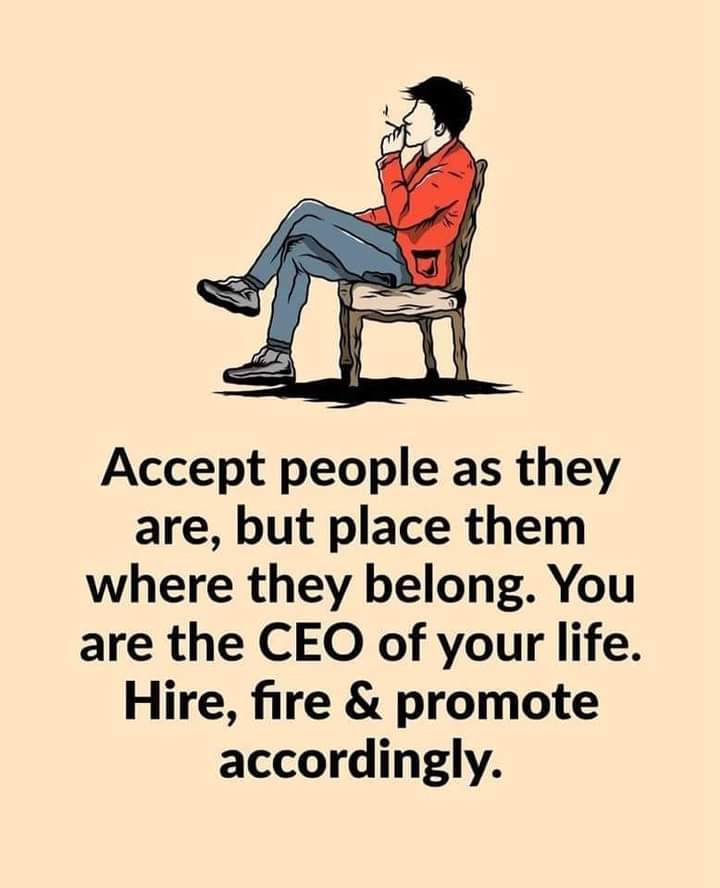 Accept people as they
are, but place them
where they belong. You
are the CEO of your life.
Hire, fire & promote
accordingly.